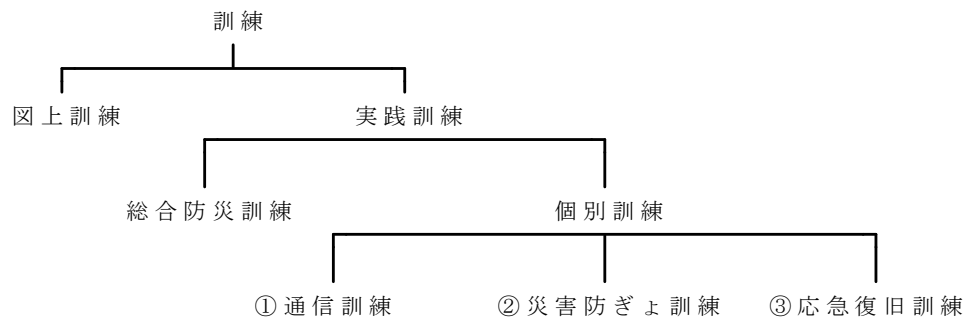 訓練
図上訓練 実践訓練
総合防災訓練 個別訓練
①通信訓練 ②災害防ぎょ訓練 ③応急復旧訓練